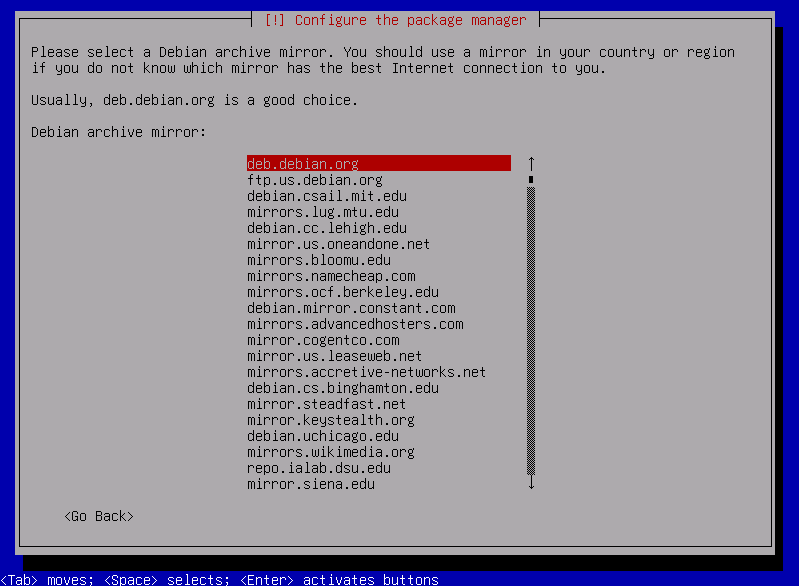 [!] Configure the package manager
Please select a Debian archive mirror. You should use a mirror in your country or region
if you do not know which mirror has the best Internet connection to you.
Usually, deb.debian.org is a good choice.
Debian archive mirror:
deb.debian.org
ftp.us.debian.org
debian.csail.mit.edu
mirrors.lug.mtu.edu
debian.cc.lehigh.edu
mirror.us.oneandone.net
mirrors.bloomu.edu
mirrors.namecheap.com
mirrors.ocf.berkeley.edu
debian.mirror.constant.com
mirrors.advancedhosters.com
mirror.cogentco.com
mirror.us.leaseweb.net
mirrors.accretive-networks.net
debian.cs.binghamton.edu
mirror.steadfast.net
mirror.keystealth.org
debian.uchicago.edu
mirrors.wikimedia.org
repo.ialab.dsu.edu
mirror.siena.edu
<Go Back>
<Tab> moves; <Space> selects; <Enter> activates buttons